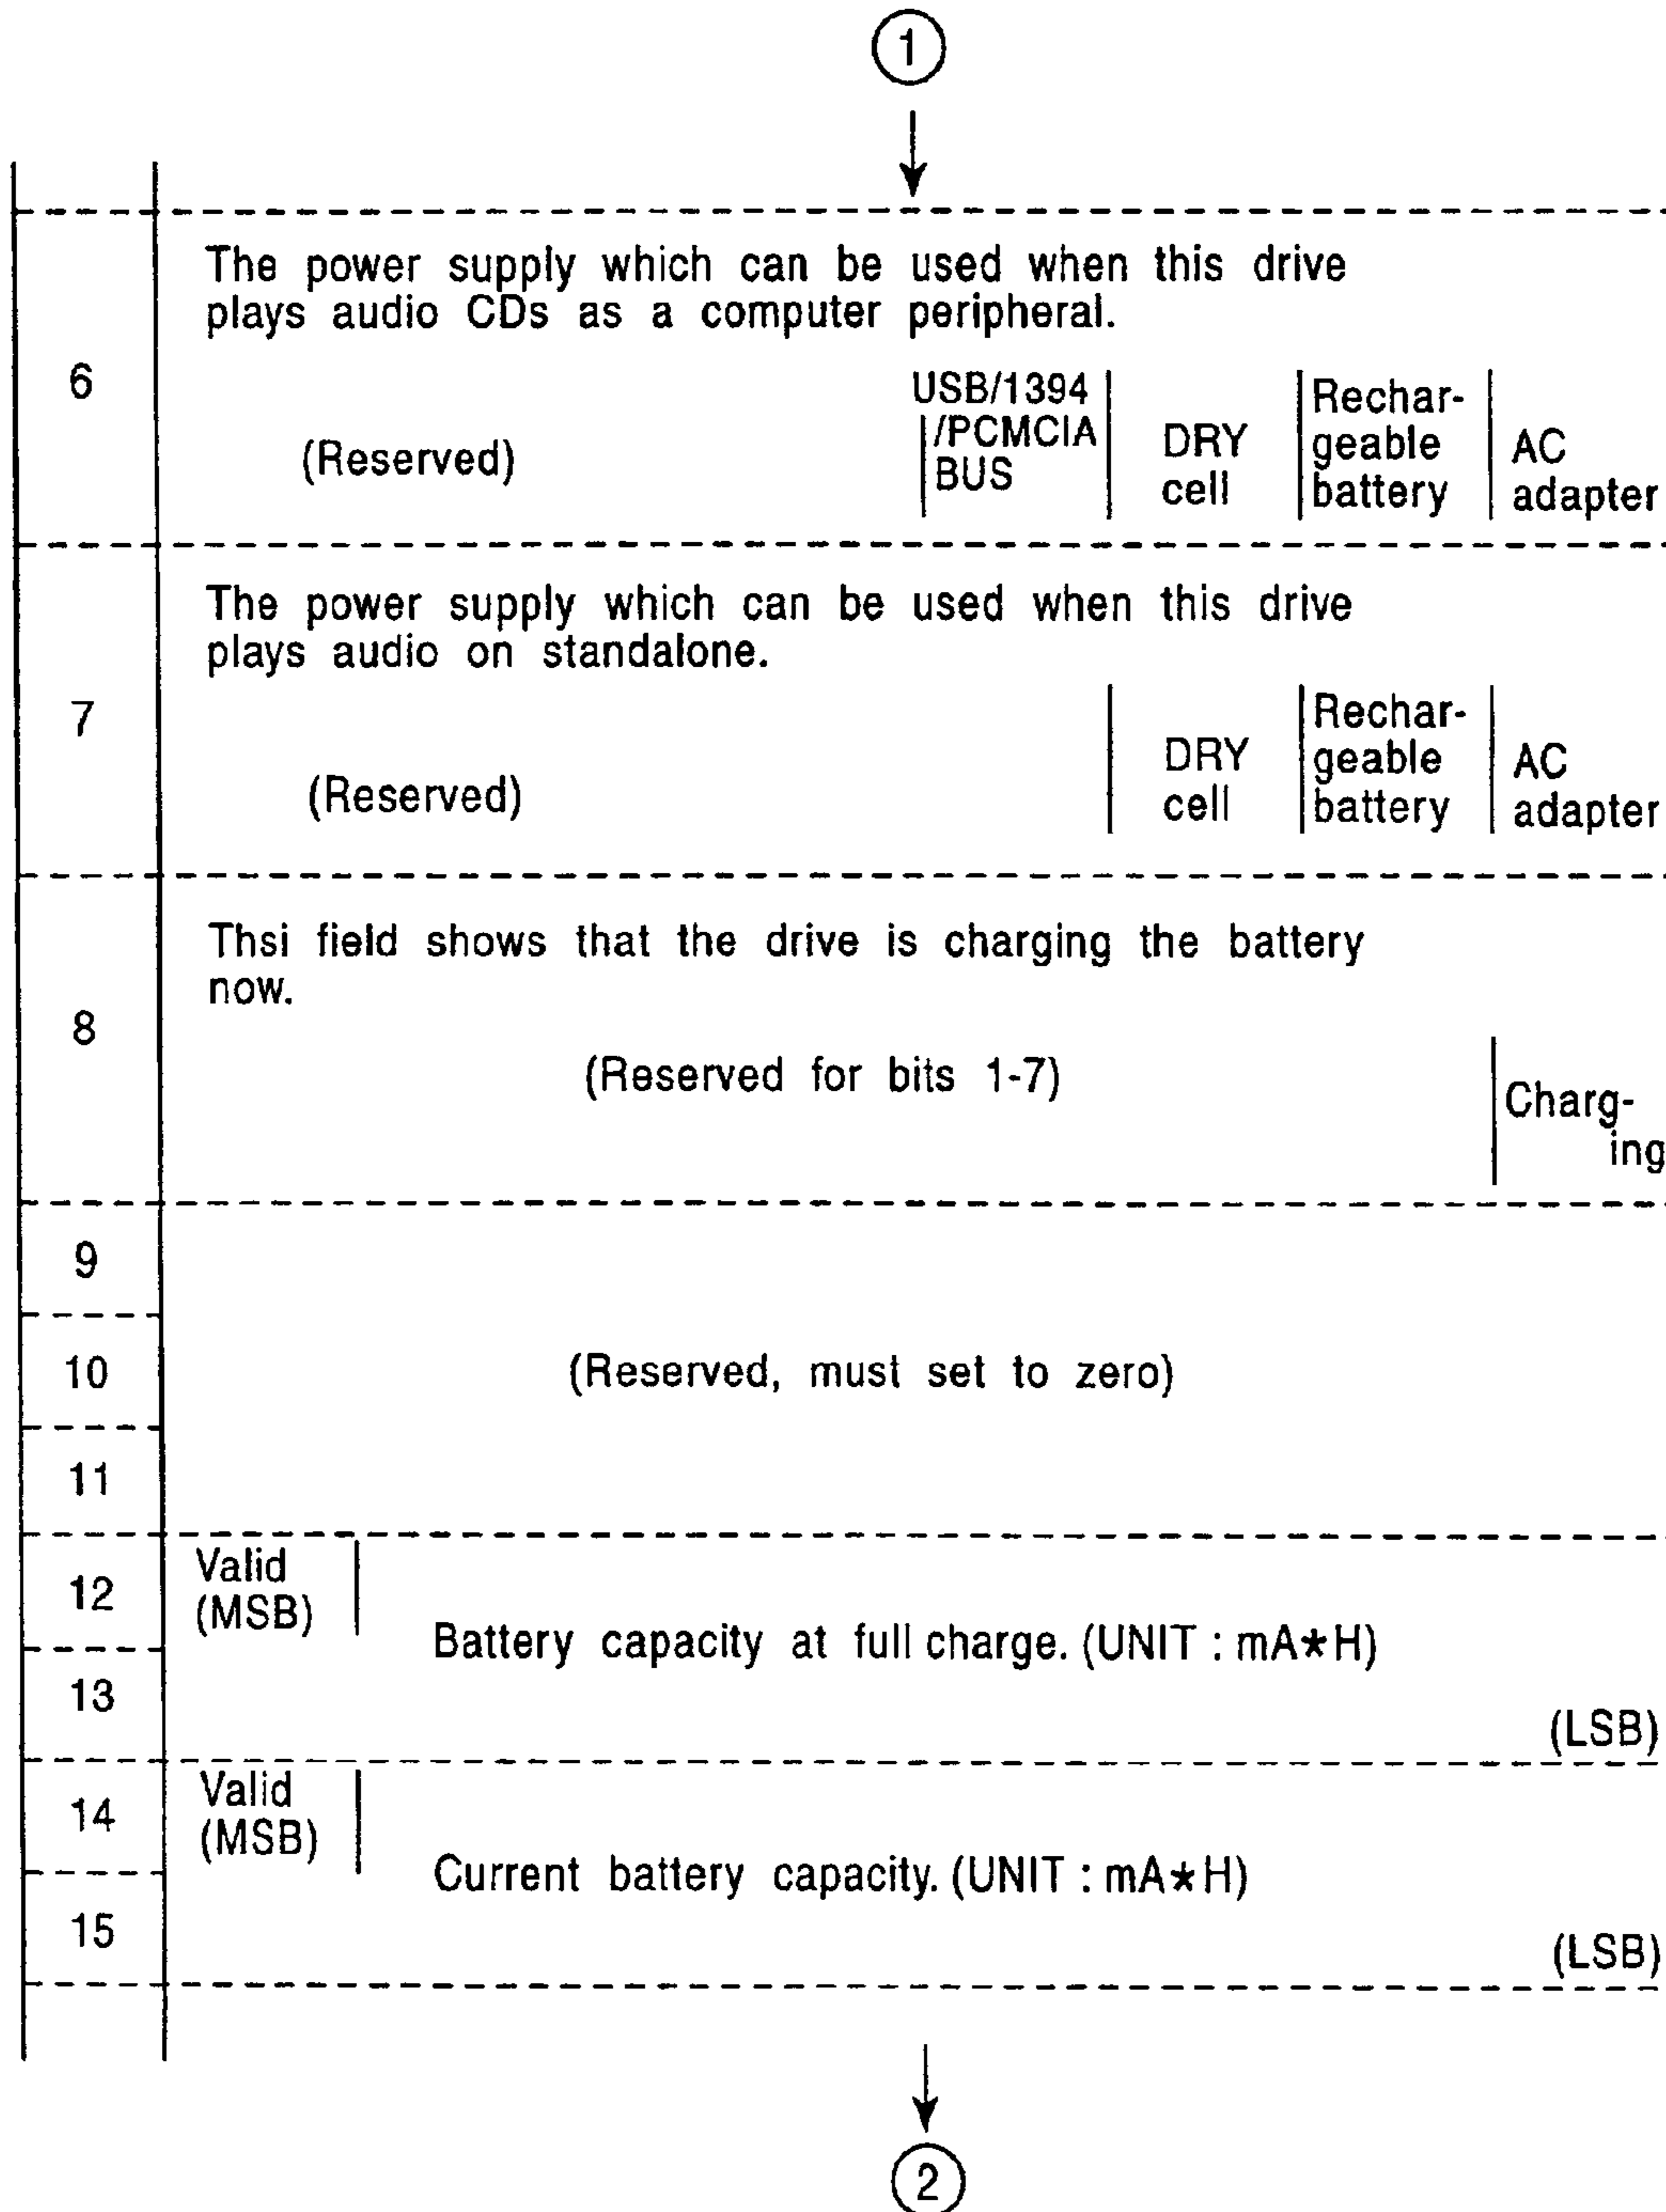 1
The power supply which can be used when this drive
plays audio CDs as a computer peripheral.
6
(Reserved)
USB/1394
/PCMCIA
BUS
DRY
cell
Rechar-
geable
battery
AC
adapter
The power supply which can be used when this drive
plays audio on standalone.
7
(Reserved)
DRY
cell
Rechar-
geable
battery
AC
adapter
Thsi field shows that the drive is charging the battery
now.
8
(Reserved for bits 1-7)
Charg-
ing
9
10
(Reserved, must set to zero)
11
12
Valid
(MSB)
Battery capacity at full charge. (UNIT : mA★H)
13
(LSB)
14
Valid
(MSB)
Current battery capacity. (UNIT : mA★H)
15
(LSB)
2